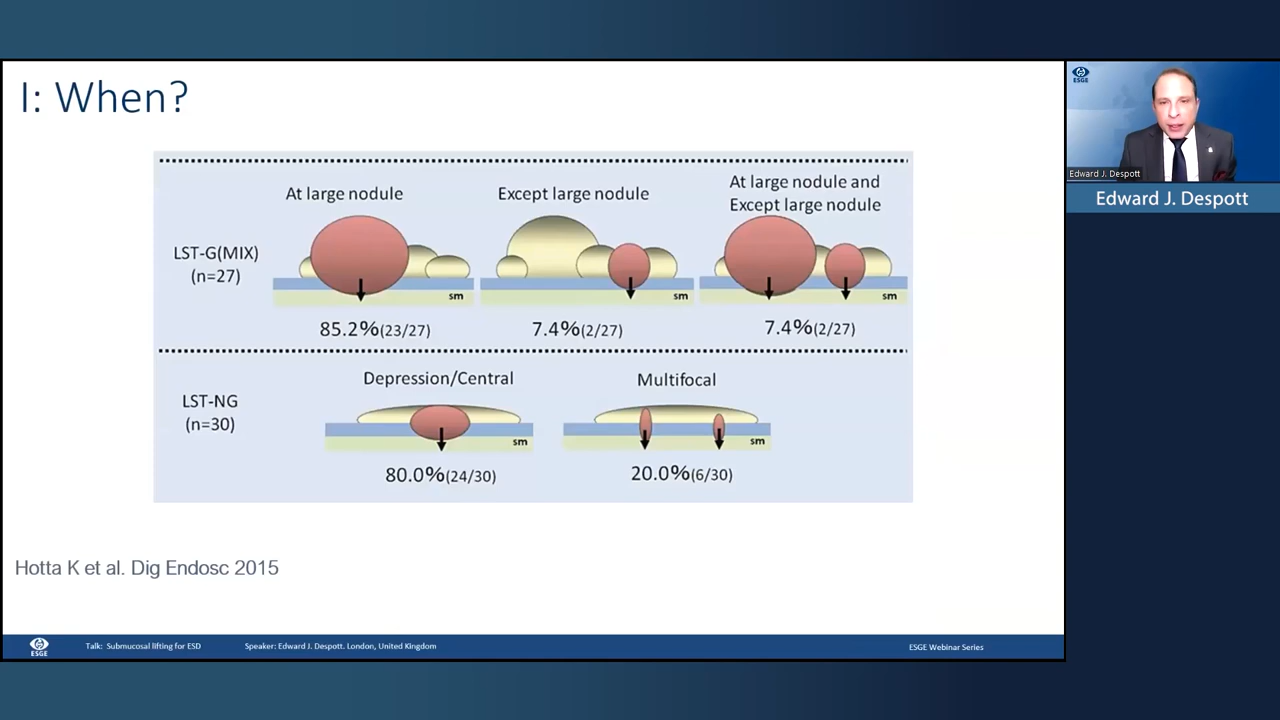 I: When?
At large nodule
Except large nodule
At large nodule and
Except large nodule
LST-G(MIX)
(n=27)
sm
sm
sm
85.2%(23/27)
7.4%(2/27)
7.4%(2/27)
Depression/Central
Multifocal
LST-NG
(n=30)
sm
sm
80.0%(24/30)
20.0%(6/30)
Hotta K et al. Dig Endosc 2015
ESGE
Talk: Submucosal lifting for ESD
Speaker: Edward J. Despott. London, United Kingdom
ESGE Webinar Series
ESGE
Edward J. Despott
Edward J. Despott